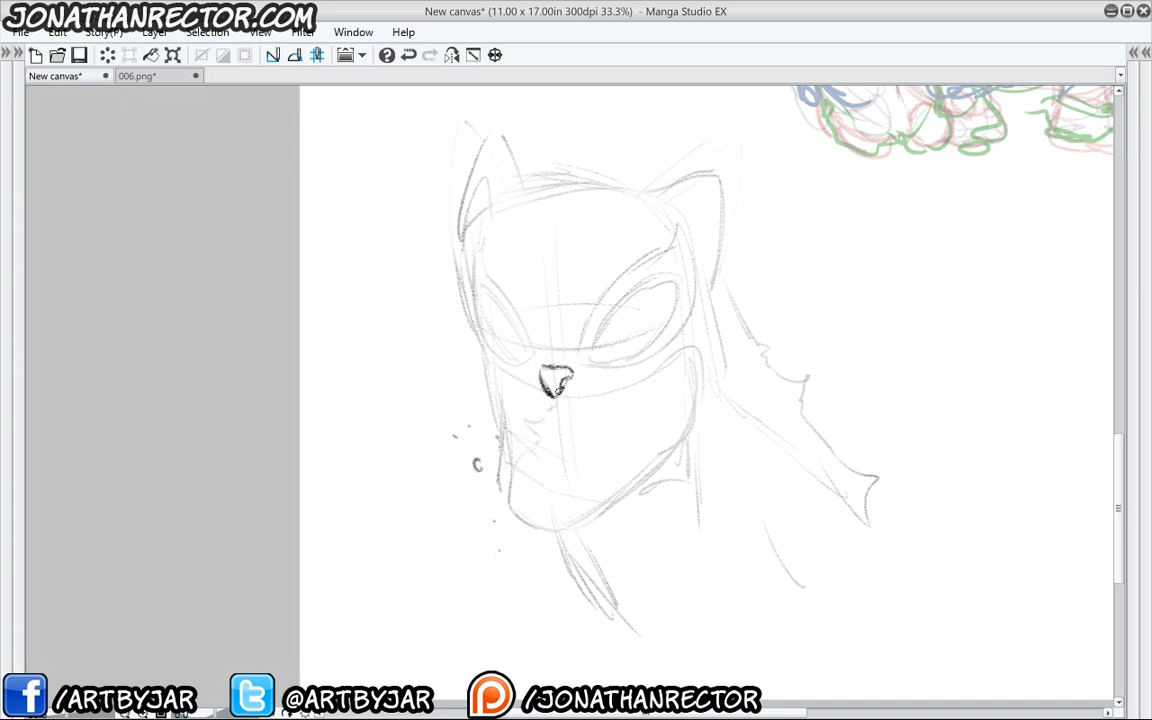 JONATHANRECTOR.COM
New canvas* (11.00 x 17.00in 300dpi 33.3%) - Manga Studio EX
File Edit Story(P) Layer Selection View Filter Window Help
New canvas* 006.png*
/ARTBYJAR @ARTBYJAR /JONATHANRECTOR